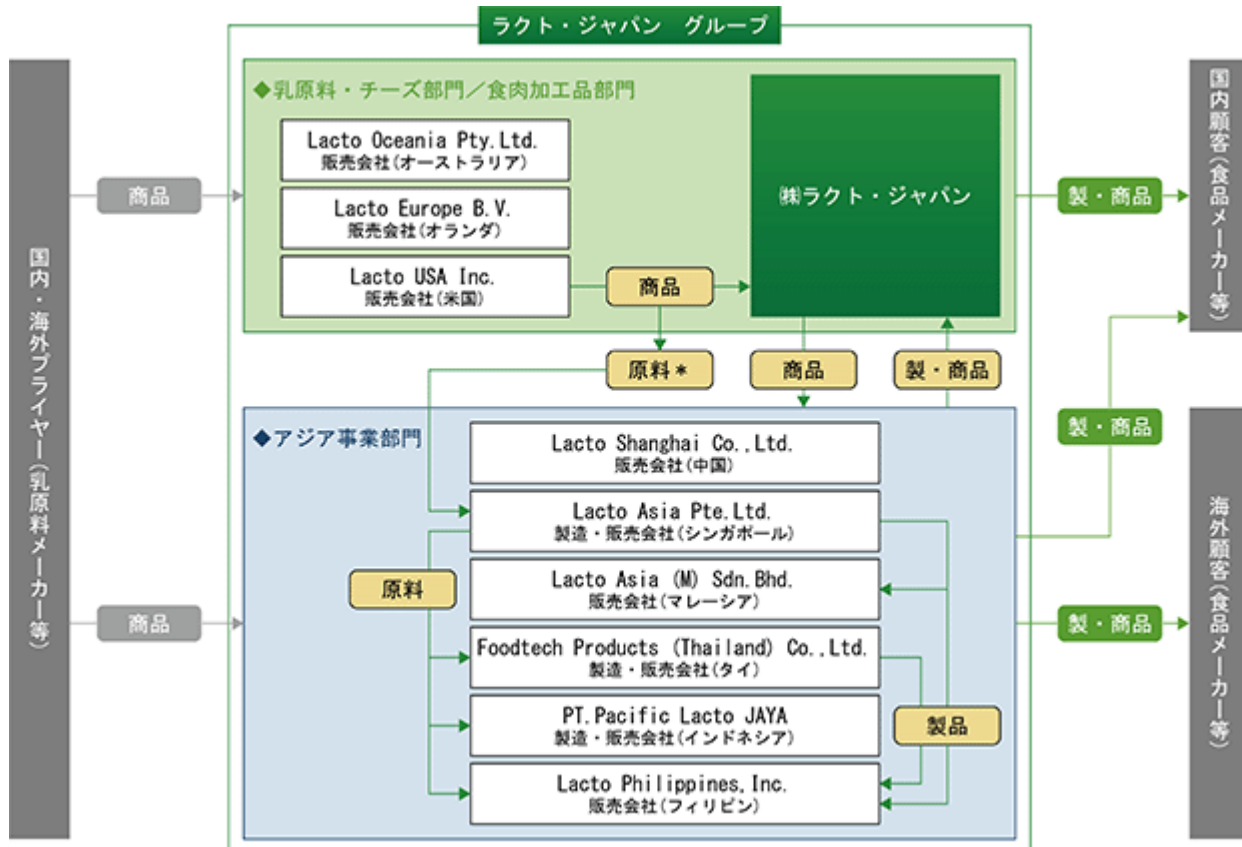 ラクト・ジャパン グループ
国内・海外プライヤー(乳原料メーカー等)
商品
商品
◆乳原料・チーズ部門／食肉加工品部門
Lacto Oceania Pty.Ltd.
販売会社(オーストラリア)
Lacto Europe B.V.
販売会社(オランダ)
Lacto USA Inc.
販売会社(米国)
商品
㈱ラクト・ジャパン
原料＊
商品
製・商品
◆アジア事業部門
Lacto Shanghai Co.,Ltd.
販売会社(中国)
Lacto Asia Pte.Ltd.
製造・販売会社(シンガポール)
原料
Lacto Asia (M) Sdn.Bhd.
販売会社(マレーシア)
Foodtech Products (Thailand) Co.,Ltd.
製造・販売会社(タイ)
PT.Pacific Lacto JAYA
製造・販売会社(インドネシア)
製品
Lacto Philippines,Inc.
販売会社(フィリピン)
製・商品
製・商品
製・商品
国内顧客(食品メーカー等)
海外顧客(食品メーカー等)